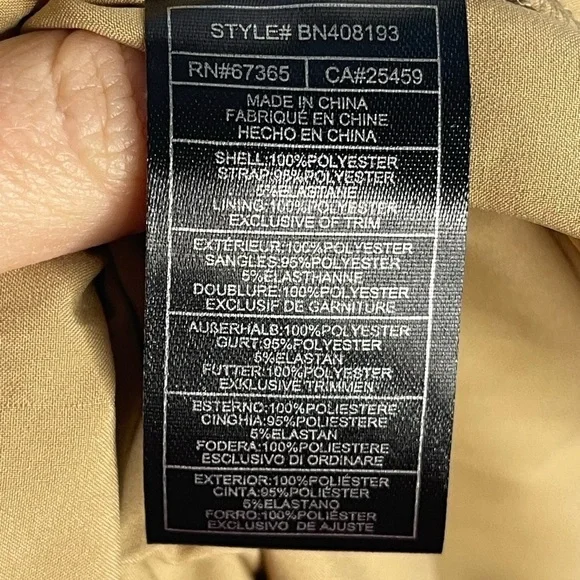 STYLE# BN408193
RN#67365 CA#25459
MADE IN CHINA
FABRIQUÉ EN CHINE
HECHO EN CHINA
SHELL:100%POLYESTER
STRAP:95%POLYESTER
5%ELASTANE
LINING:100%POLYESTER
EXCLUSIVE OF TRIM
EXTÉRIEUR:100%POLYESTER
SANGLES:95%POLYESTER
5%ELASTHANNE
DOUBLURE:100%POLYESTER
EXCLUSIF DE GARNITURE
AUßERHALB:100%POLYESTER
GURT:95%POLYESTER
5%ELASTAN
FUTTER:100%POLYESTER
EXKLUSIVE TRIMMEN
ESTERNO:100%POLIESTERE
CINGHIA:95%POLIESTERE
5%ELASTAN
FODERA:100%POLIESTERE
ESCLUSIVO DI ORDINARE
EXTERIOR:100%POLIÉSTER
CINTA:95%POLIÉSTER
5%ELASTANO
FORRO:100%POLIÉSTER
EXCLUSIVO DE AJUSTE